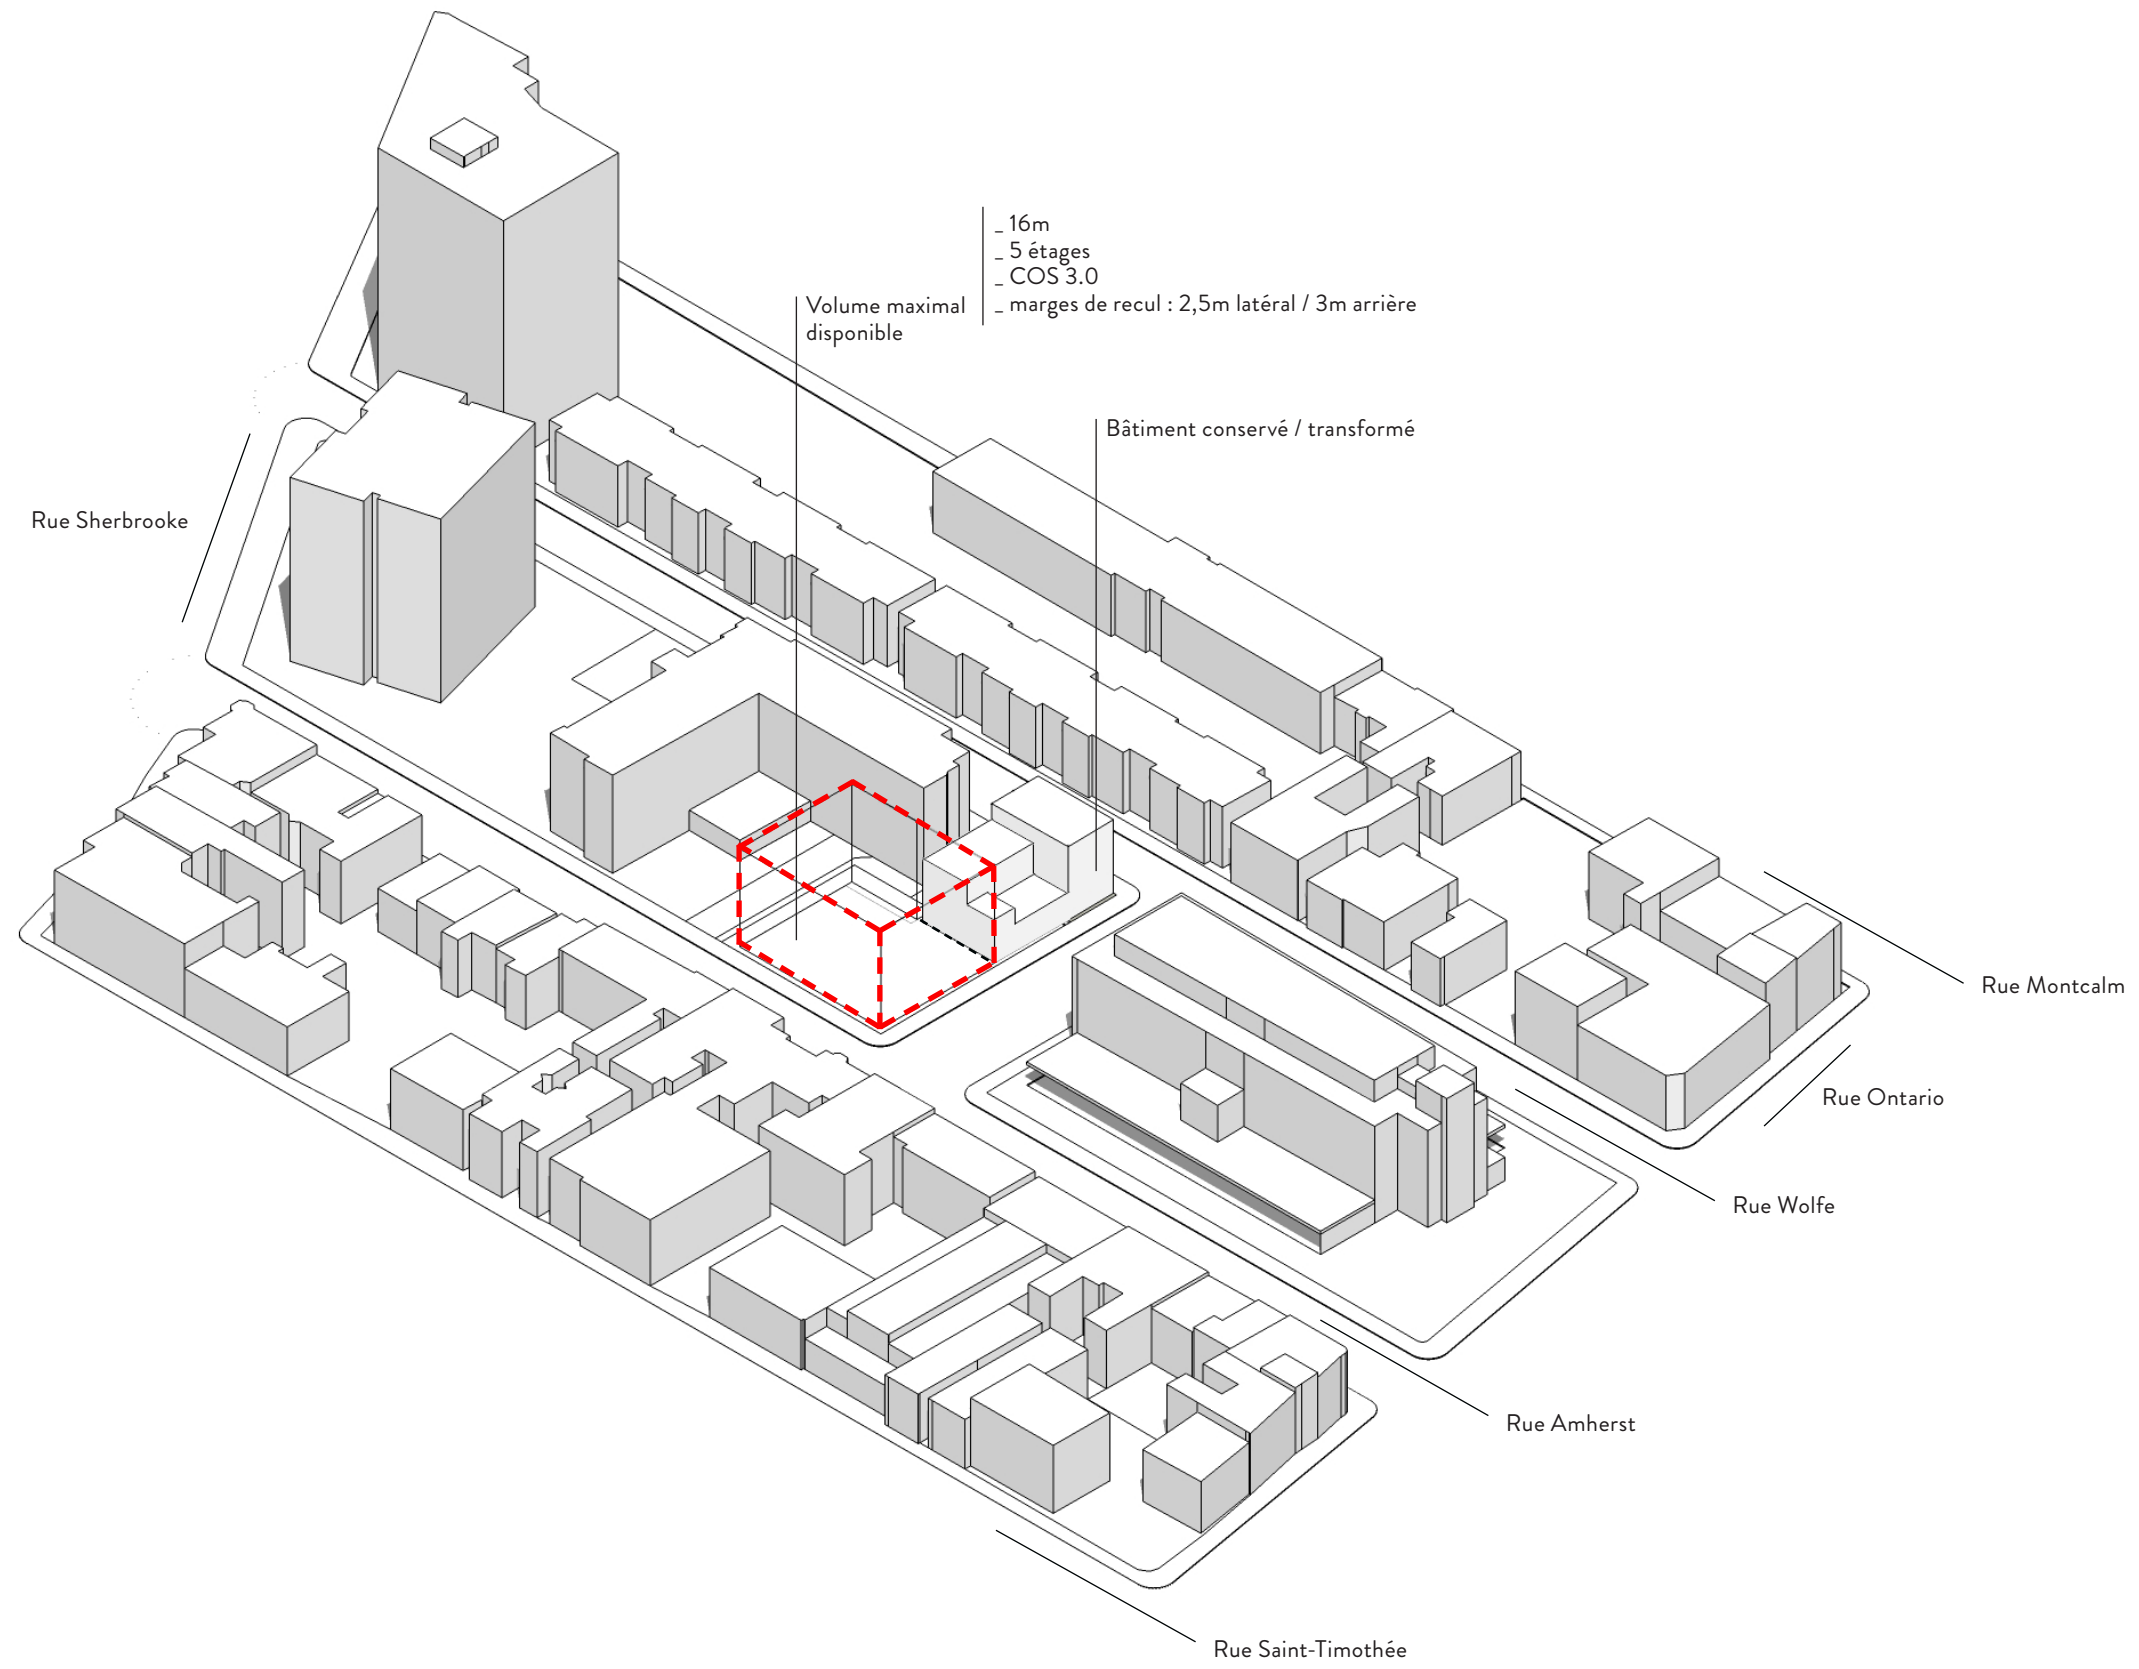 _ 16m
_ 5 étages
_ COS 3.0
_ marges de recul : 2,5m latéral / 3m arrière
Volume maximal
disponible
Bâtiment conservé / transformé
Rue Sherbrooke
Rue Montcalm
Rue Ontario
Rue Wolfe
Rue Amherst
Rue Saint-Timothée